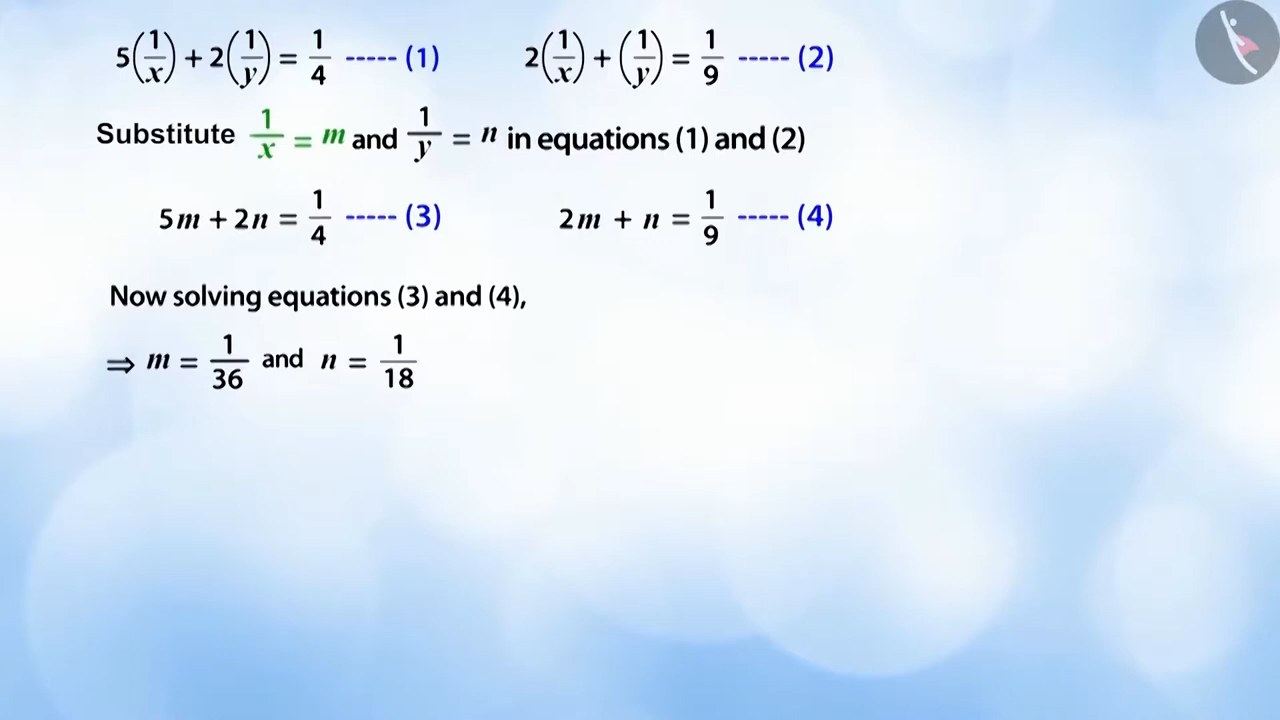 5(1/x) + 2(1/y) = 1/4 ----- (1) 2(1/x) + (1/y) = 1/9 ----- (2)
Substitute 1/x = m and 1/y = n in equations (1) and (2)
5m + 2n = 1/4 ----- (3) 2m + n = 1/9 ----- (4)
Now solving equations (3) and (4),
⇒ m = 1/36 and n = 1/18